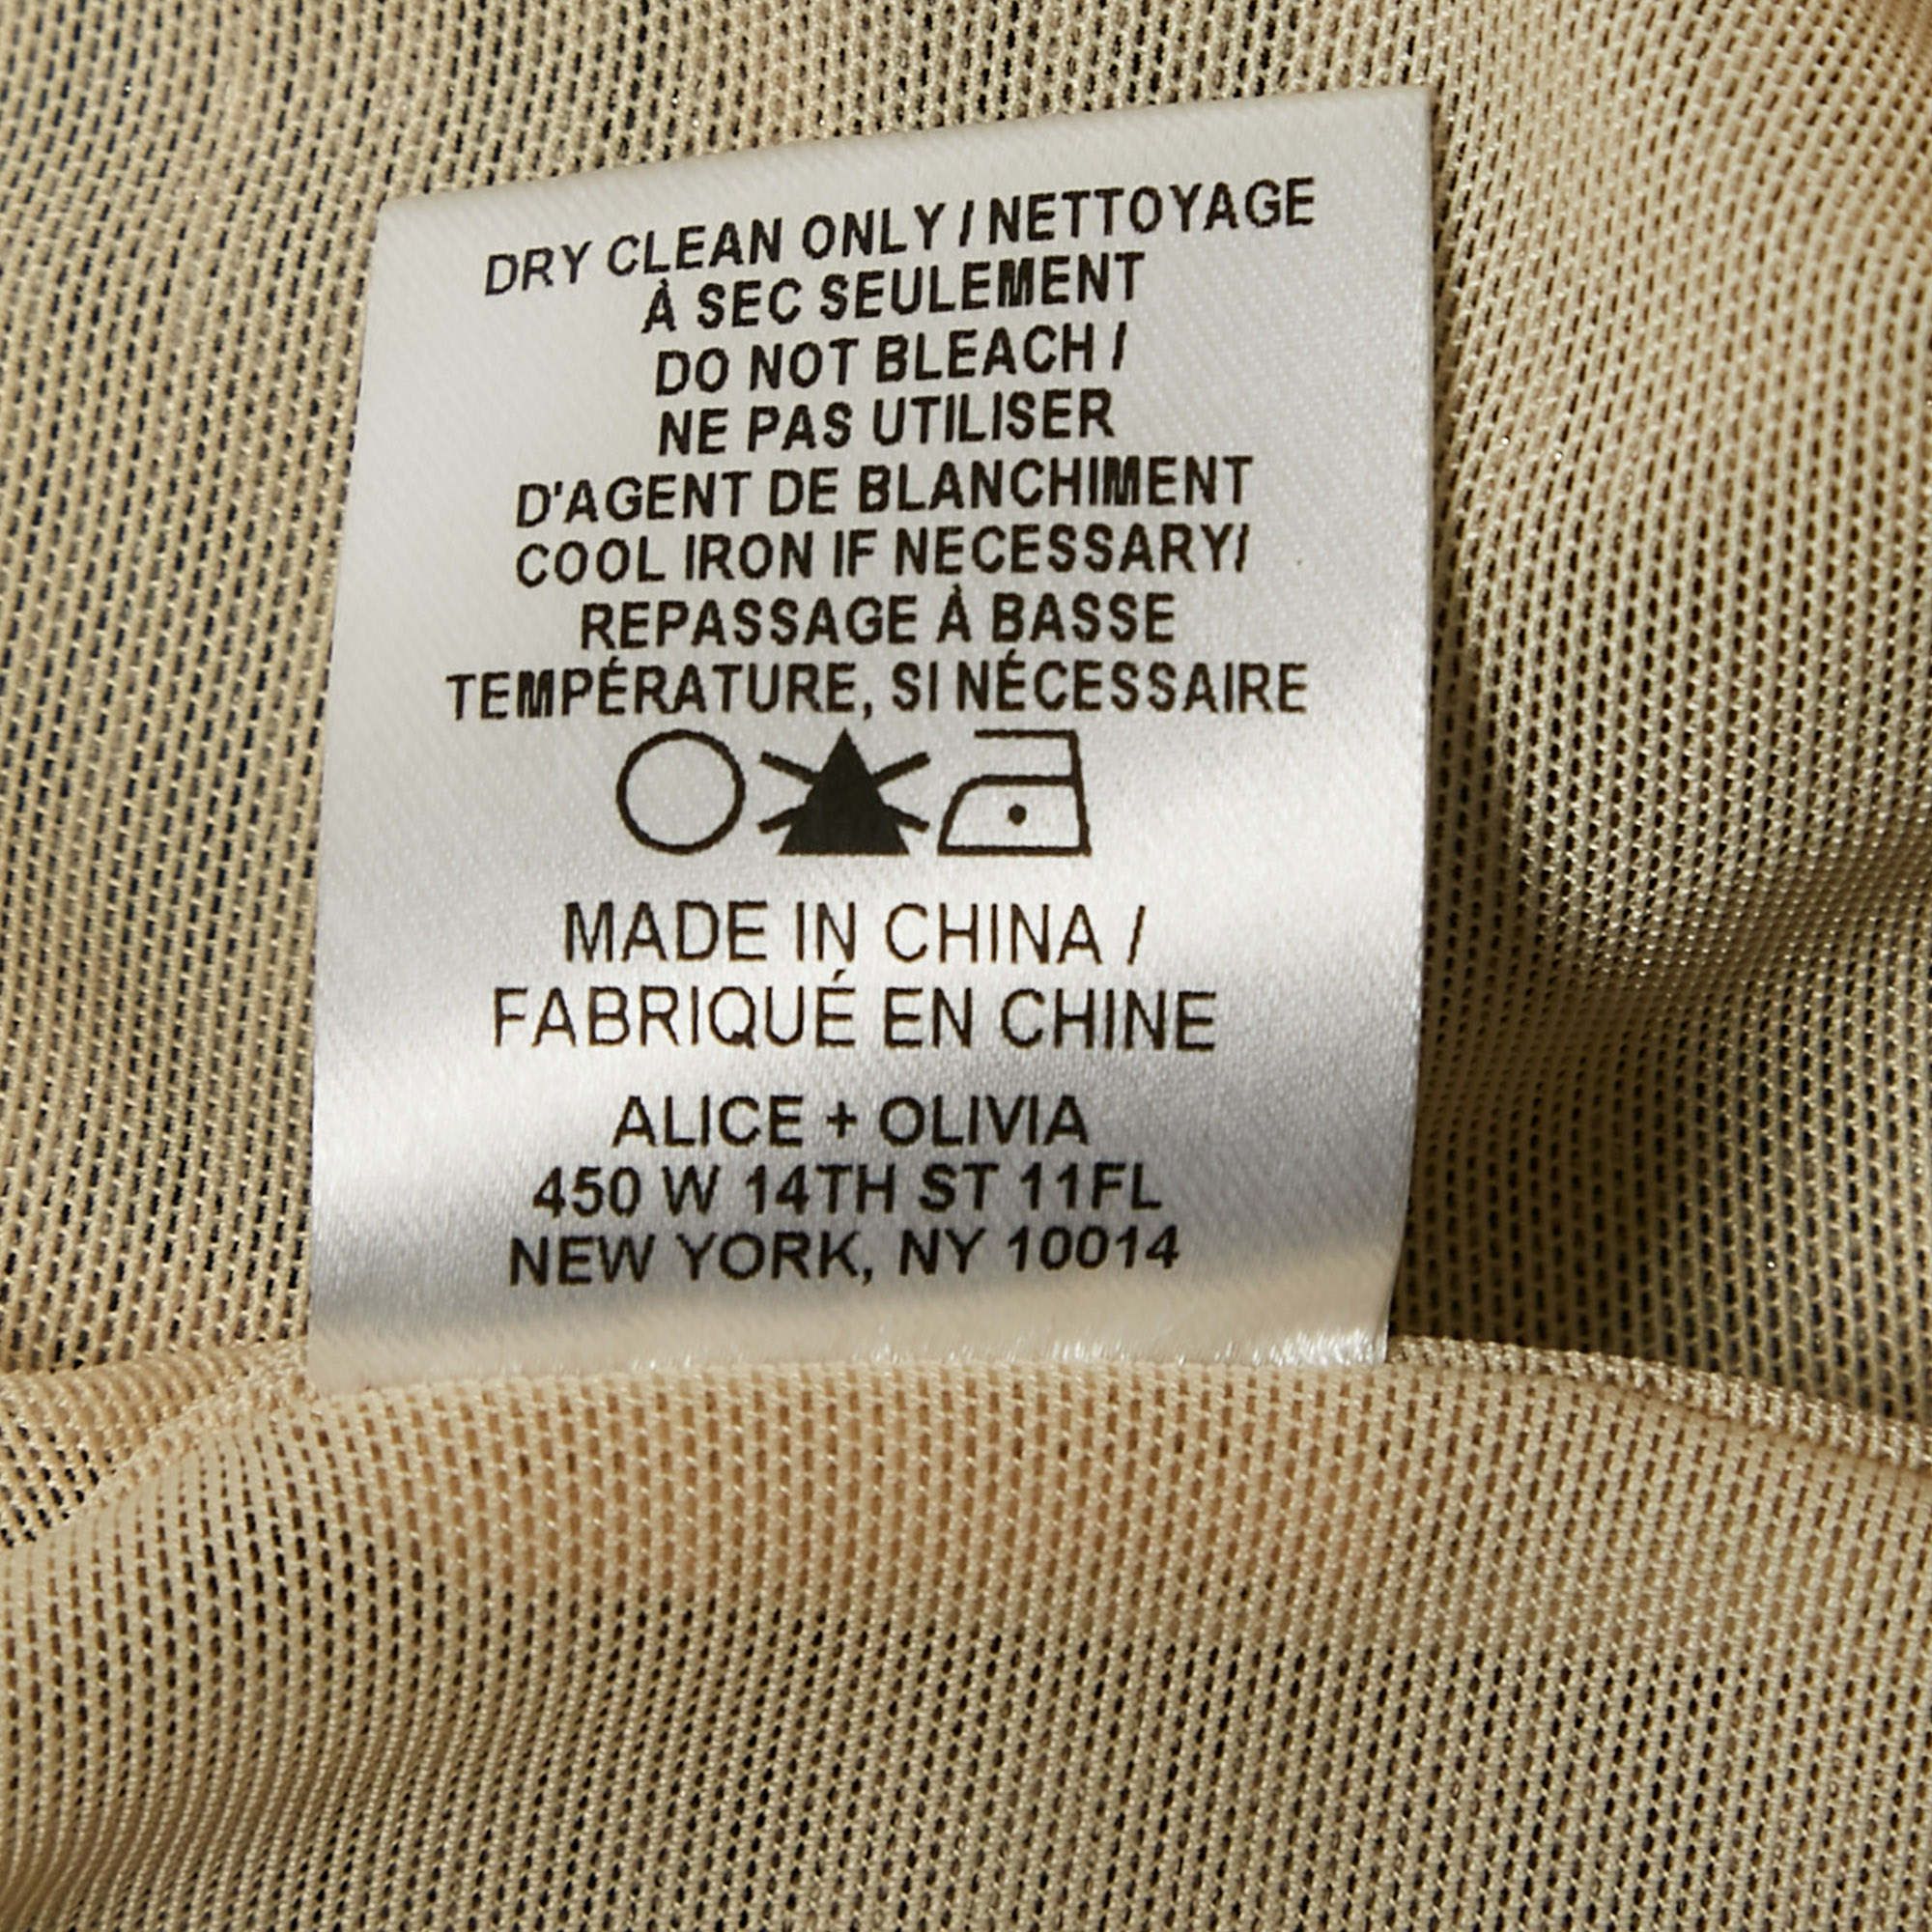 DRY CLEAN ONLY / NETTOYAGE
À SEC SEULEMENT
DO NOT BLEACH /
NE PAS UTILISER
D'AGENT DE BLANCHIMENT
COOL IRON IF NECESSARY/
REPASSAGE À BASSE
TEMPÉRATURE, SI NÉCESSAIRE
MADE IN CHINA /
FABRIQUÉ EN CHINE
ALICE + OLIVIA
450 W 14TH ST 11FL
NEW YORK, NY 10014